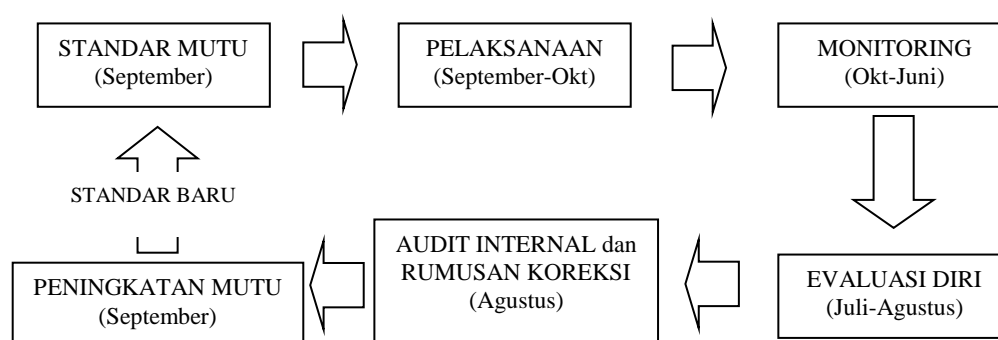 STANDAR MUTU
(September)
PELAKSANAAN
(September-Okt)
MONITORING
(Okt-Juni)
STANDAR BARU
PENINGKATAN MUTU
(September)
AUDIT INTERNAL dan
RUMUSAN KOREKSI
(Agustus)
EVALUASI DIRI
(Juli-Agustus)